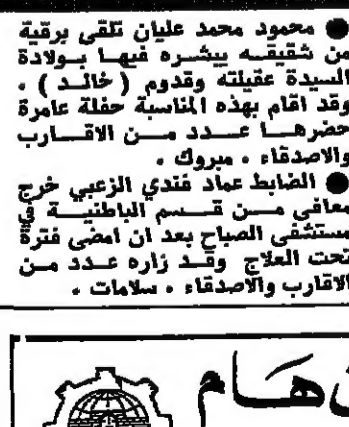 ● محمود محمد عليان تلقى برقية
من شقيقه يبشره فيها بولادة
السيدة عقيلته وقدوم ( خالد ) .
وقد اقام بهذه المناسبة حفلة عامرة
حضرها عدد من الاقارب
والاصدقاء . مبروك .
● الضابط عماد فندي الزعبي خرج
معافى من قسم الباطنية في
مستشفى الصباح بعد ان امضى فترة
تحت العلاج وقد زاره عدد من
الاقارب والاصدقاء . سلامات .
هام